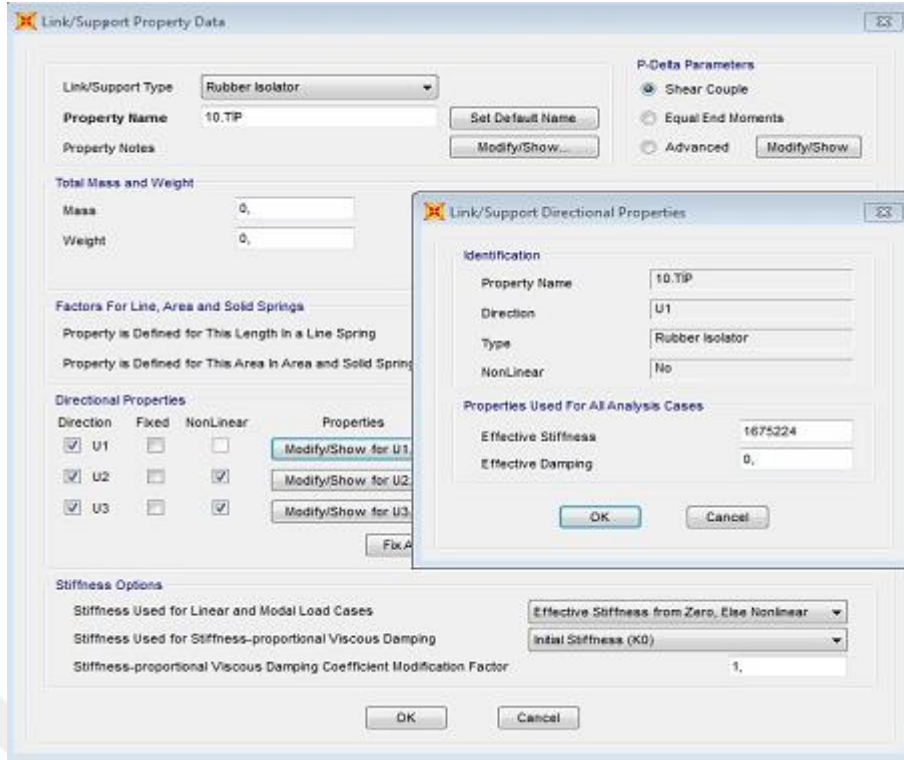 Link/Support Property Data
Link/Support Type Rubber Isolator
Property Name 10.TİP Set Default Name
Property Notes Modify/Show...
P-Delta Parameters
Shear Couple
Equal End Moments
Advanced Modify/Show
Total Mass and Weight
Mass 0,
Weight 0,
Factors For Line, Area and Solid Springs
Property is Defined for This Length In a Line Spring
Property is Defined for This Area In Area and Solid Spring
Directional Properties
Direction Fixed NonLinear Properties
U1 Modify/Show for U1.
U2 Modify/Show for U2.
U3 Modify/Show for U3.
Fix A
Link/Support Directional Properties
Identification
Property Name 10.TİP
Direction U1
Type Rubber Isolator
NonLinear No
Properties Used For All Analysis Cases
Effective Stiffness 1675224
Effective Damping 0,
OK Cancel
Stiffness Options
Stiffness Used for Linear and Modal Load Cases Effective Stiffness from Zero, Else Nonlinear
Stiffness Used for Stiffness-proportional Viscous Damping Initial Stiffness (K0)
Stiffness-proportional Viscous Damping Coefficient Modification Factor 1,
OK Cancel